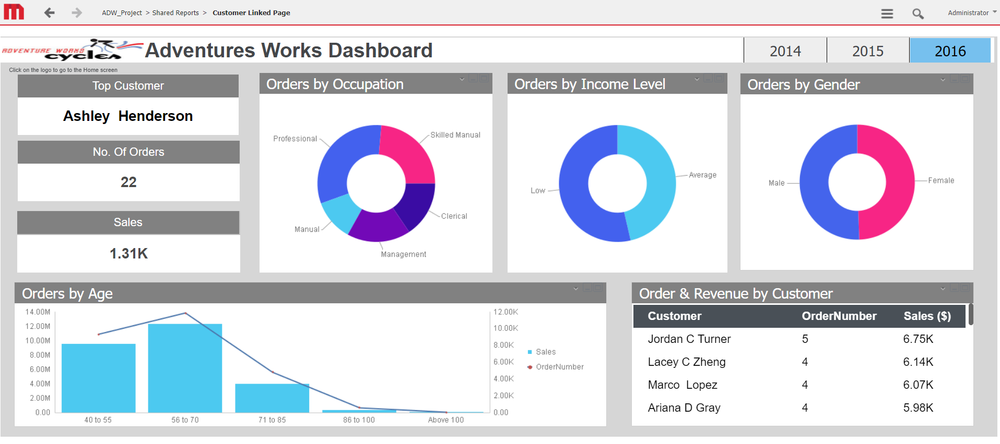 ADW_Project > Shared Reports > Customer Linked Page
Administrator
ADVENTURE WORKS
cycles
Adventures Works Dashboard
2014
2015
2016
Click on the logo to go to the Home screen
Top Customer
Ashley Henderson
No. Of Orders
22
Sales
1.31K
Orders by Occupation
Professional
Skilled Manual
Clerical
Manual
Management
Orders by Income Level
Average
Low
Orders by Gender
Male
Female
Orders by Age
14.00M
12.00M
10.00M
8.00M
6.00M
4.00M
2.00M
0.00
12.00K
10.00K
8.00K
6.00K
4.00K
2.00K
0.00
40 to 55
56 to 70
71 to 85
86 to 100
Above 100
Sales
OrderNumber
Order & Revenue by Customer
Customer OrderNumber Sales ($)
Jordan C Turner 5 6.75K
Lacey C Zheng 4 6.14K
Marco Lopez 4 6.07K
Ariana D Gray 4 5.98K